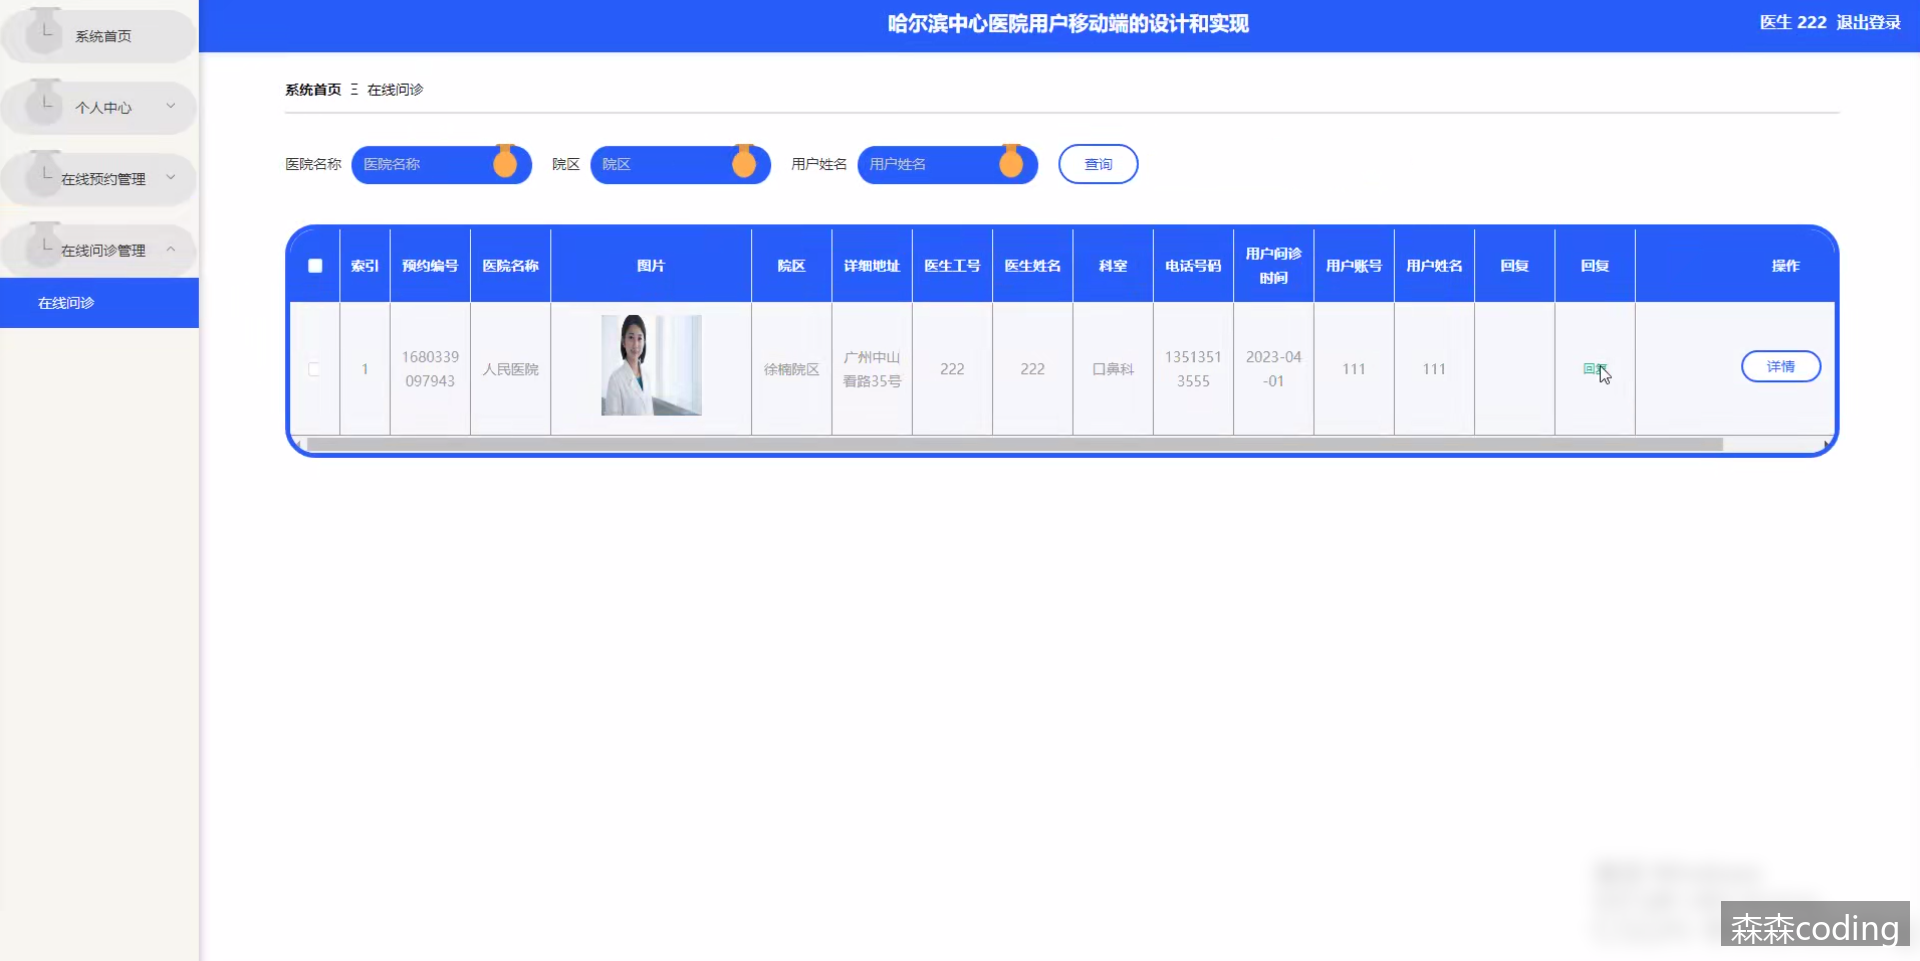 哈尔滨中心医院用户移动端的设计和实现
医生 222 退出登录
系统首页
个人中心
在线预约管理
在线问诊管理
在线问诊
系统首页 Ξ 在线问诊
医院名称 医院名称 院区 院区 用户姓名 用户姓名 查询
索引 预约编号 医院名称 图片 院区 详细地址 医生工号 医生姓名 科室 电话号码 用户问诊时间 用户账号 用户姓名 回复 回复 操作
1 1680339097943 人民医院 徐楠院区 广州中山看路35号 222 222 口鼻科 13513513555 2023-04-01 111 111 回复 详情
森森coding